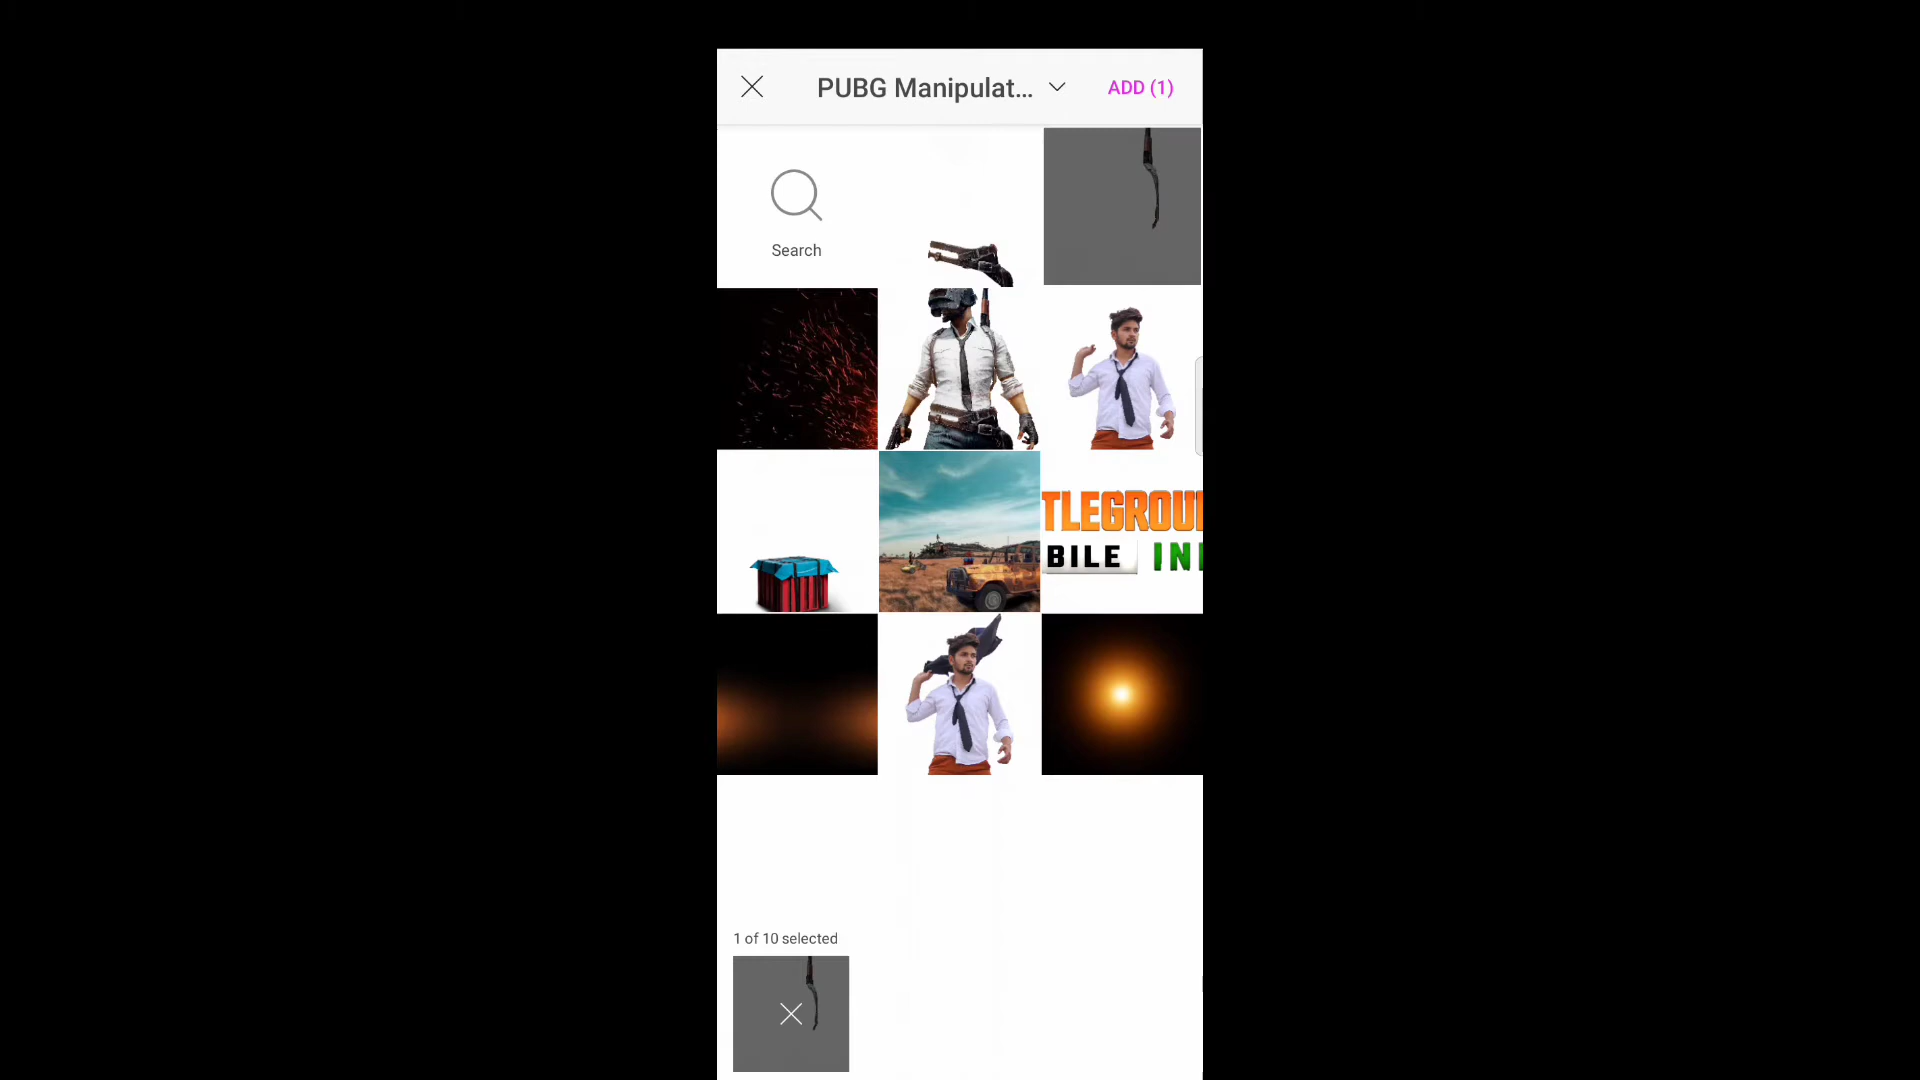 PUBG Manipulat...
ADD (1)
Search
TLEGROU
BILE IN
1 of 10 selected